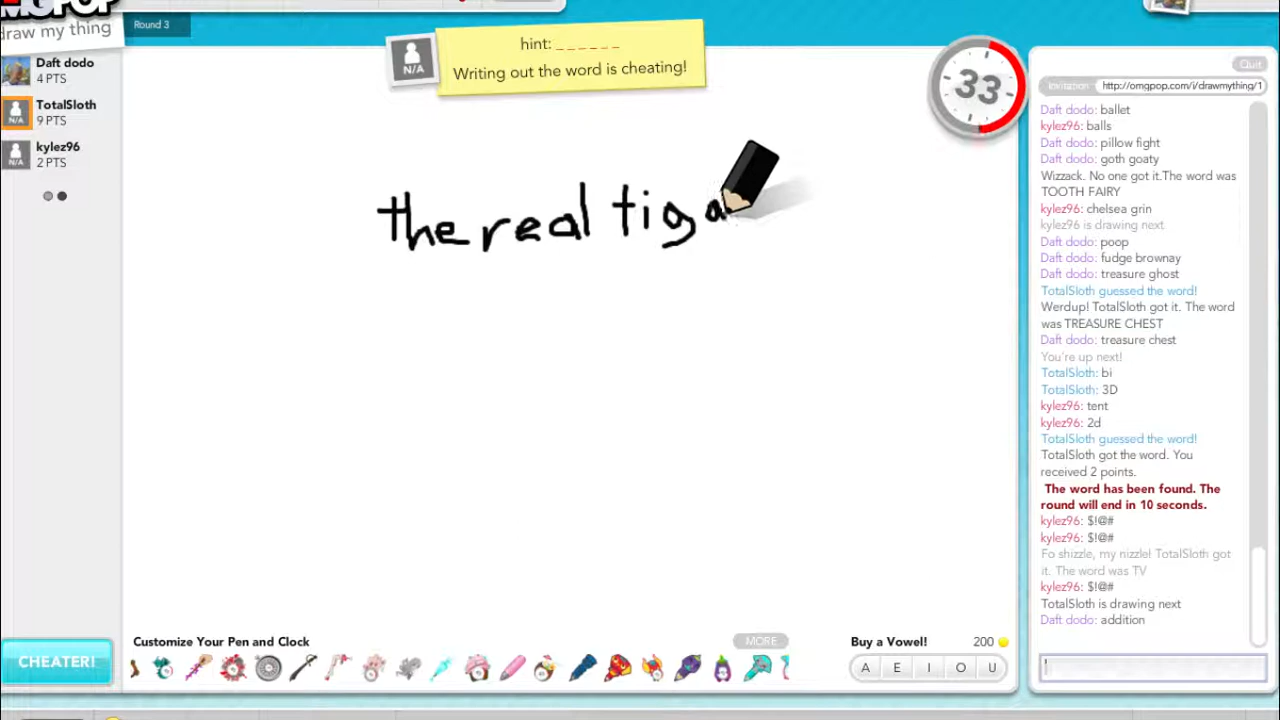 draw my thing
Round 3
Daft dodo
4 PTS
TotalSloth
9 PTS
N/A
kylez96
2 PTS
N/A
N/A
hint: _ _ _ _ _ _
Writing out the word is cheating!
33
the real tiga
Quit
Invitation http://omgpop.com/i/drawmything/1
Daft dodo: ballet
kylez96: balls
Daft dodo: pillow fight
Daft dodo: goth goaty
Wizzack. No one got it.The word was
TOOTH FAIRY
kylez96: chelsea grin
kylez96 is drawing next
Daft dodo: poop
Daft dodo: fudge brownay
Daft dodo: treasure ghost
TotalSloth guessed the word!
Werdup! TotalSloth got it. The word
was TREASURE CHEST
Daft dodo: treasure chest
You're up next!
TotalSloth: bi
TotalSloth: 3D
kylez96: tent
kylez96: 2d
TotalSloth guessed the word!
TotalSloth got the word. You
received 2 points.
The word has been found. The
round will end in 10 seconds.
kylez96: $!@#
kylez96: $!@#
Fo shizzle, my nizzle! TotalSloth got
it. The word was TV
kylez96: $!@#
TotalSloth is drawing next
Daft dodo: addition
CHEATER!
Customize Your Pen and Clock
MORE
Buy a Vowel! 200
A E I O U